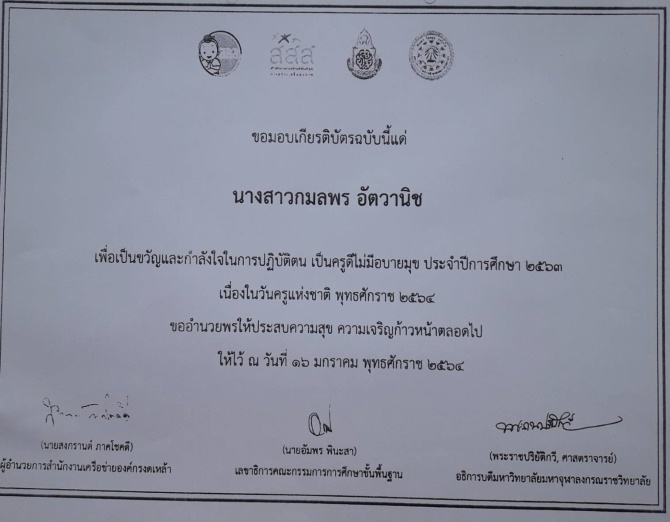 สสส
ขอมอบเกียรติบัตรฉบับนี้แด่
นางสาวกมลพร อัตวานิช
เพื่อเป็นขวัญและกำลังใจในการปฏิบัติตน เป็นครูดีไม่มีอบายมุข ประจำปีการศึกษา ๒๕๖๓
เนื่องในวันครูแห่งชาติ พุทธศักราช ๒๕๖๔
ขออำนวยพรให้ประสบความสุข ความเจริญก้าวหน้าตลอดไป
ให้ไว้ ณ วันที่ ๑๖ มกราคม พุทธศักราช ๒๕๖๔
(นายสงกรานต์ ภาคโชคดี)
ผู้อำนวยการสำนักงานเครือข่ายองค์กรงดเหล้า
(นายอัมพร พินะสา)
เลขาธิการคณะกรรมการการศึกษาขั้นพื้นฐาน
(พระราชปริยัติกวี, ศาสตราจารย์)
อธิการบดีมหาวิทยาลัยมหาจุฬาลงกรณราชวิทยาลัย